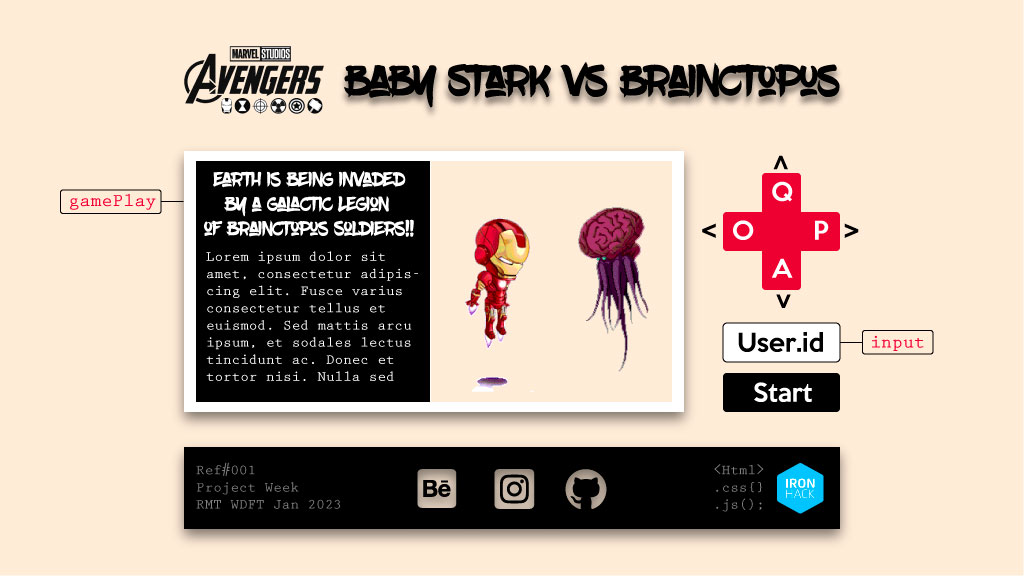 MARVEL STUDIOS
AVENGERS
BABY STARK VS BRAINCTOPUS
gamePlay
EARTH IS BEING INVADED
BY A GALACTIC LEGION
OF BRAINCTOPUS SOLDIERS!!
Lorem ipsum dolor sit
amet, consectetur adipis-
cing elit. Fusce varius
consectetur tellus et
euismod. Sed mattis arcu
ipsum, et sodales lectus
tincidunt ac. Donec et
tortor nisi. Nulla sed
^
Q
< O P >
A
v
User.id
input
Start
Ref#001
Project Week
RMT WDFT Jan 2023
Bē
<Html>
.css{}
.js();
IRON
HACK